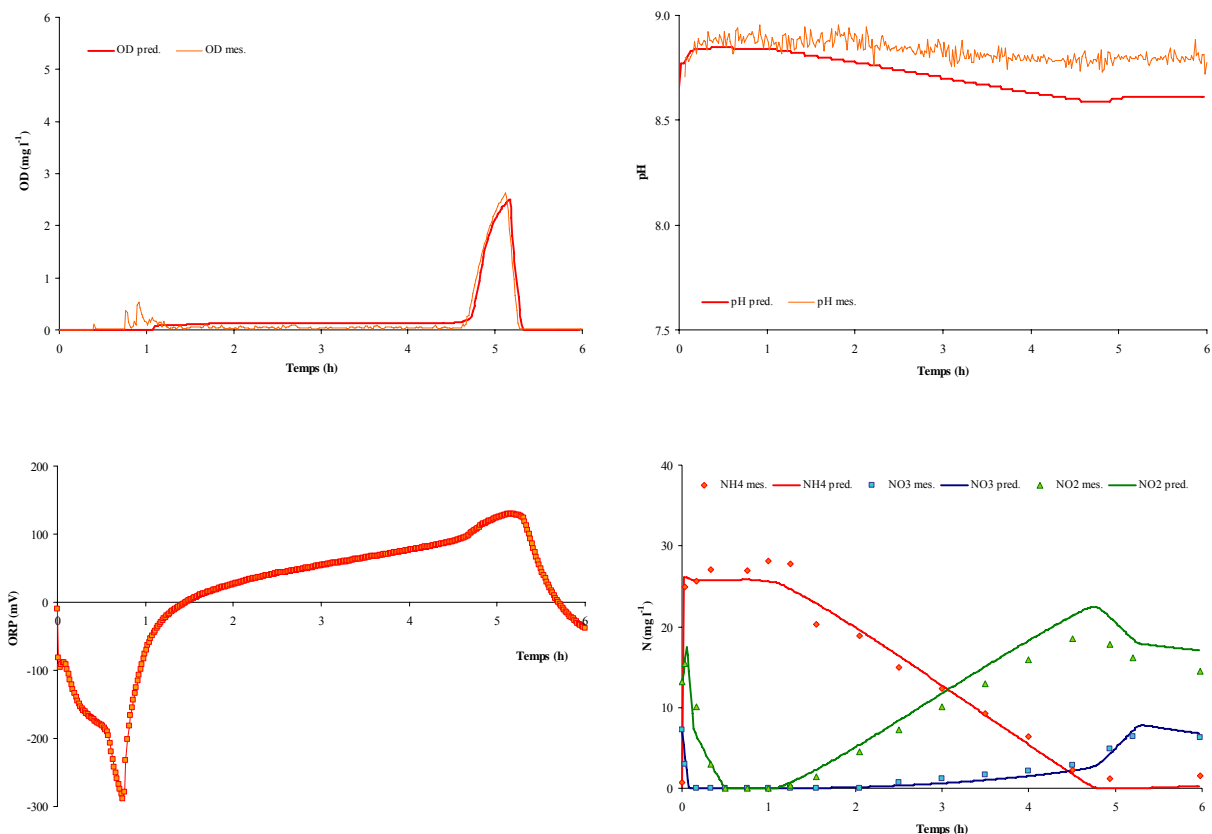 6
5
4
3
2
1
0
OD (mg l-1)
OD pred. OD mes.
0 1 2 3 4 5 6
Temps (h)
9.0
8.5
8.0
7.5
pH
pH pred. pH mes.
0 1 2 3 4 5 6
Temps (h)
200
100
0
-100
-200
-300
ORP (mV)
0 1 2 3 4 5 6
Temps (h)
40
30
20
10
0
N (mg l-1)
NH4 mes. NH4 pred. NO3 mes. NO3 pred. NO2 mes. NO2 pred.
0 1 2 3 4 5 6
Temps (h)